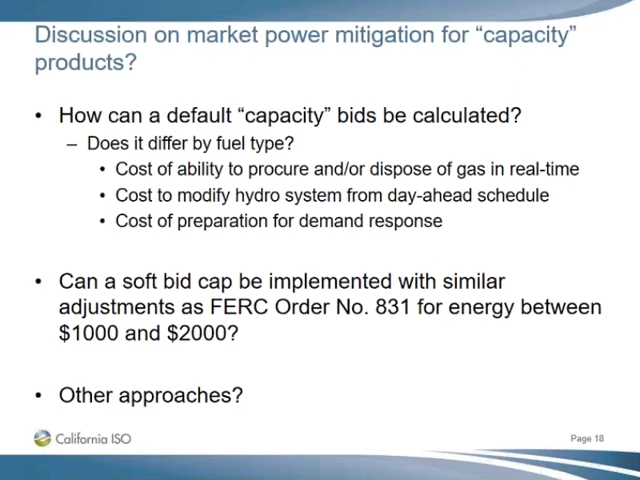 Discussion on market power mitigation for “capacity”
products?
• How can a default “capacity” bids be calculated?
– Does it differ by fuel type?
• Cost of ability to procure and/or dispose of gas in real-time
• Cost to modify hydro system from day-ahead schedule
• Cost of preparation for demand response
• Can a soft bid cap be implemented with similar
adjustments as FERC Order No. 831 for energy between
$1000 and $2000?
• Other approaches?
California ISO
Page 18